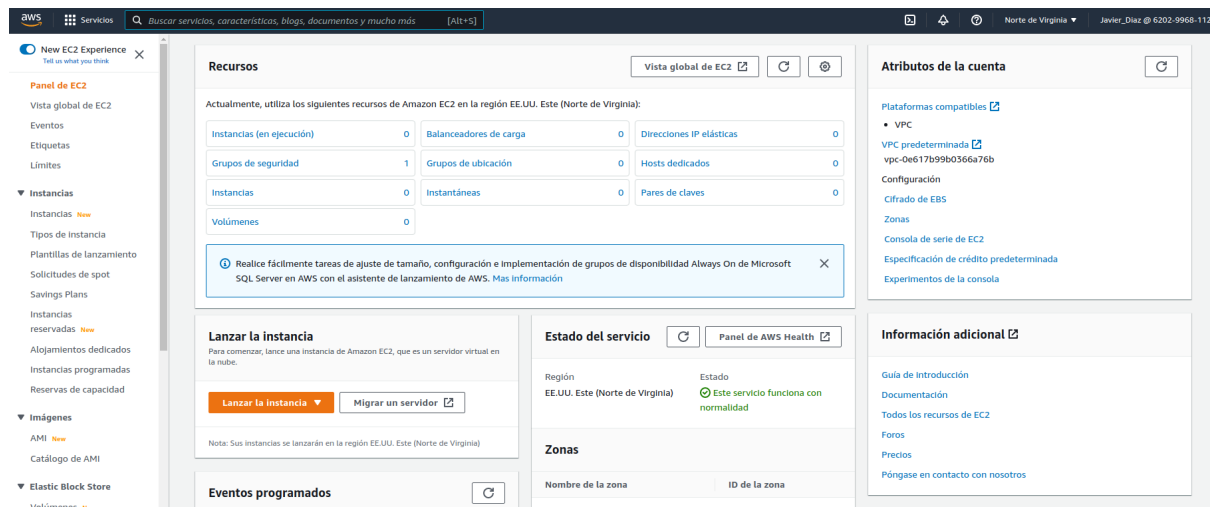 aws
Servicios
Buscar servicios, características, blogs, documentos y mucho más [Alt+S]
Norte de Virginia ▼
Javier_Diaz @ 6202-9968-112
New EC2 Experience
Tell us what you think
Panel de EC2
Vista global de EC2
Eventos
Etiquetas
Límites
▼ Instancias
Instancias New
Tipos de instancia
Plantillas de lanzamiento
Solicitudes de spot
Savings Plans
Instancias
reservadas New
Alojamientos dedicados
Instancias programadas
Reservas de capacidad
▼ Imágenes
AMI New
Catálogo de AMI
▼ Elastic Block Store
Recursos
Vista global de EC2
Actualmente, utiliza los siguientes recursos de Amazon EC2 en la región EE.UU. Este (Norte de Virginia):
Instancias (en ejecución) 0
Balanceadores de carga 0
Direcciones IP elásticas 0
Grupos de seguridad 1
Grupos de ubicación 0
Hosts dedicados 0
Instancias 0
Instantáneas 0
Pares de claves 0
Volúmenes 0
Realice fácilmente tareas de ajuste de tamaño, configuración e implementación de grupos de disponibilidad Always On de Microsoft
SQL Server en AWS con el asistente de lanzamiento de AWS. Mas información
Lanzar la instancia
Para comenzar, lance una instancia de Amazon EC2, que es un servidor virtual en
la nube.
Lanzar la instancia ▼
Migrar un servidor
Nota: Sus instancias se lanzarán en la región EE.UU. Este (Norte de Virginia)
Eventos programados
Estado del servicio
Panel de AWS Health
Región
EE.UU. Este (Norte de Virginia)
Estado
Este servicio funciona con
normalidad
Zonas
Nombre de la zona
ID de la zona
Atributos de la cuenta
Plataformas compatibles
• VPC
VPC predeterminada
vpc-0e617b99b0366a76b
Configuración
Cifrado de EBS
Zonas
Consola de serie de EC2
Especificación de crédito predeterminada
Experimentos de la consola
Información adicional
Guía de introducción
Documentación
Todos los recursos de EC2
Foros
Precios
Póngase en contacto con nosotros